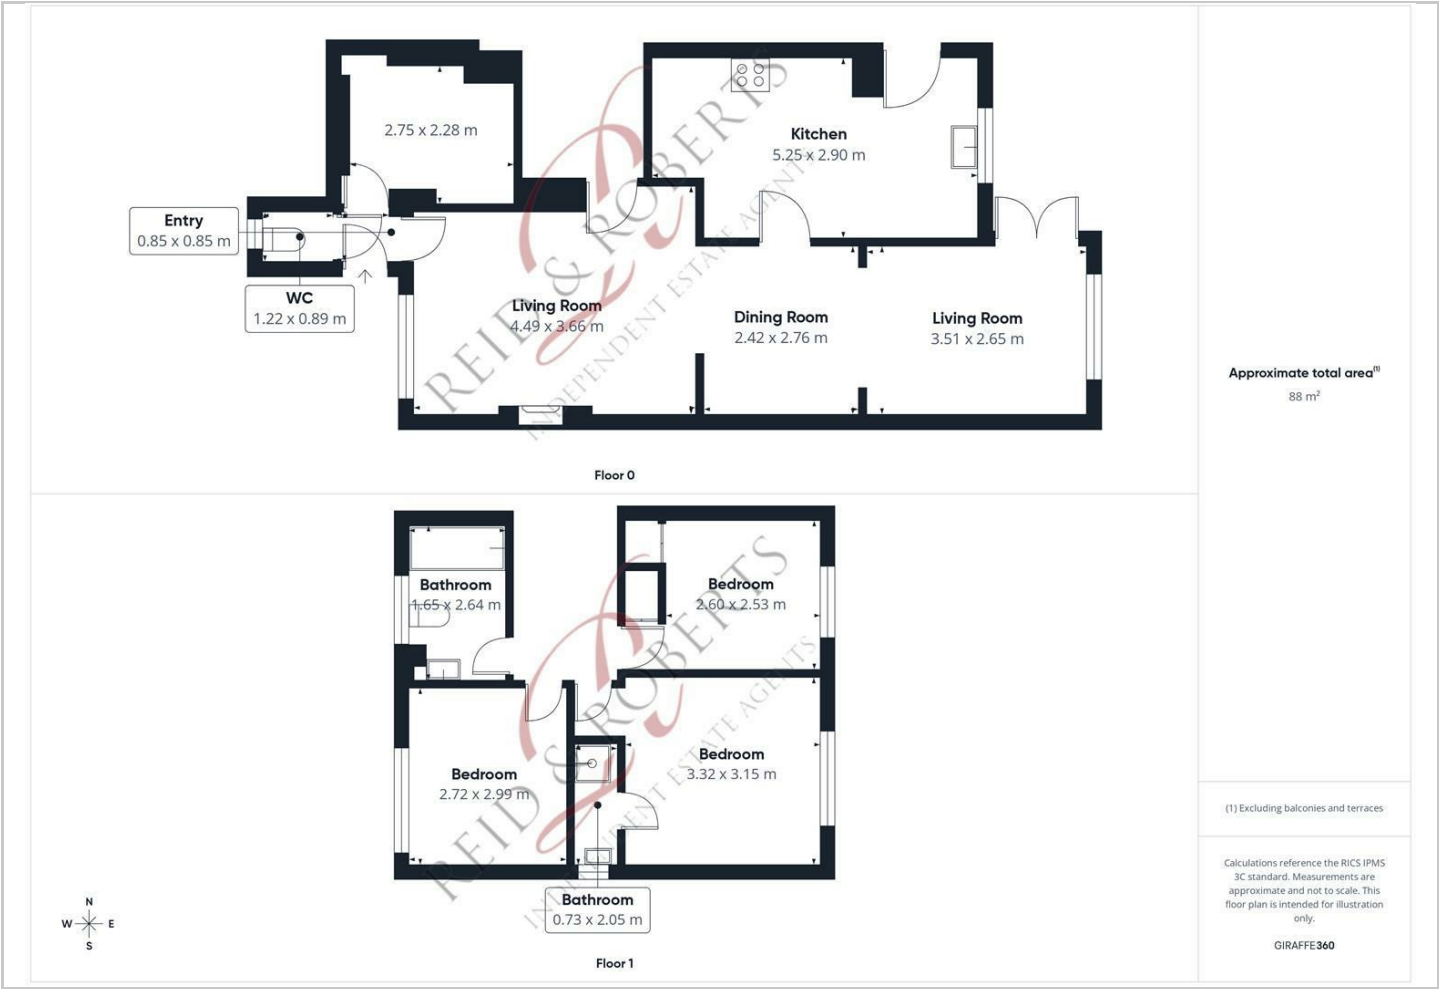 2.75 x 2.28 m
Kitchen
5.25 x 2.90 m
Entry
0.85 x 0.85 m
WC
1.22 x 0.89 m
Living Room
4.49 x 3.66 m
Dining Room
2.42 x 2.76 m
Living Room
3.51 x 2.65 m
REID & ROBERTS
INDEPENDENT ESTATE AGENTS
Floor 0
Approximate total area(1)
88 m²
Bathroom
1.65 x 2.64 m
Bedroom
2.60 x 2.53 m
Bedroom
2.72 x 2.99 m
Bedroom
3.32 x 3.15 m
Bathroom
0.73 x 2.05 m
REID & ROBERTS
INDEPENDENT ESTATE AGENTS
N
W E
S
Floor 1
(1) Excluding balconies and terraces
Calculations reference the RICS IPMS
3C standard. Measurements are
approximate and not to scale. This
floor plan is intended for illustration
only.
GIRAFFE360